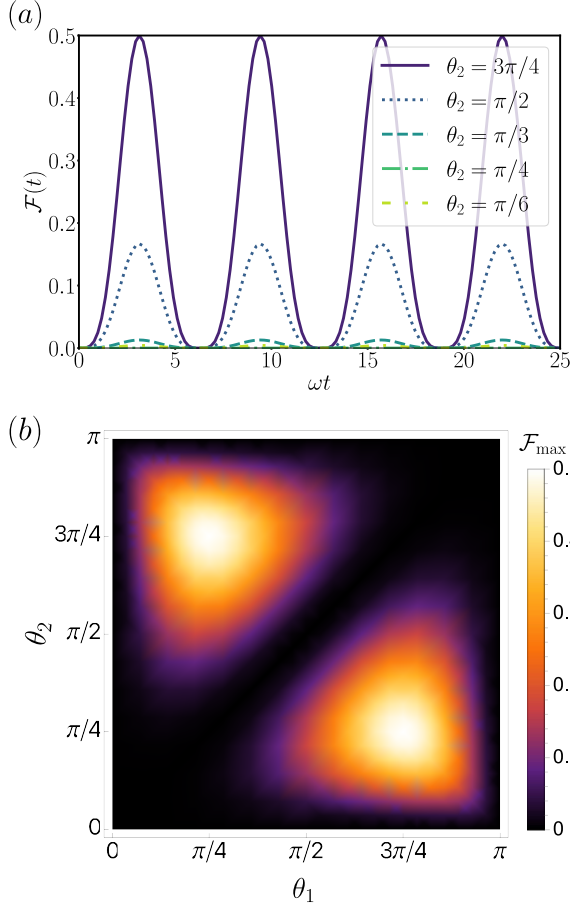 (a)
0.5
0.4
0.3
0.2
0.1
0.0
F(t)
θ₂ = 3π/4
θ₂ = π/2
θ₂ = π/3
θ₂ = π/4
θ₂ = π/6
0 5 10 15 20 25
ωt
(b)
π
3π/4
π/2
π/4
0
θ₂
0 π/4 π/2 3π/4 π
θ₁
F_max
0.
0.
0.
0.
0.
0